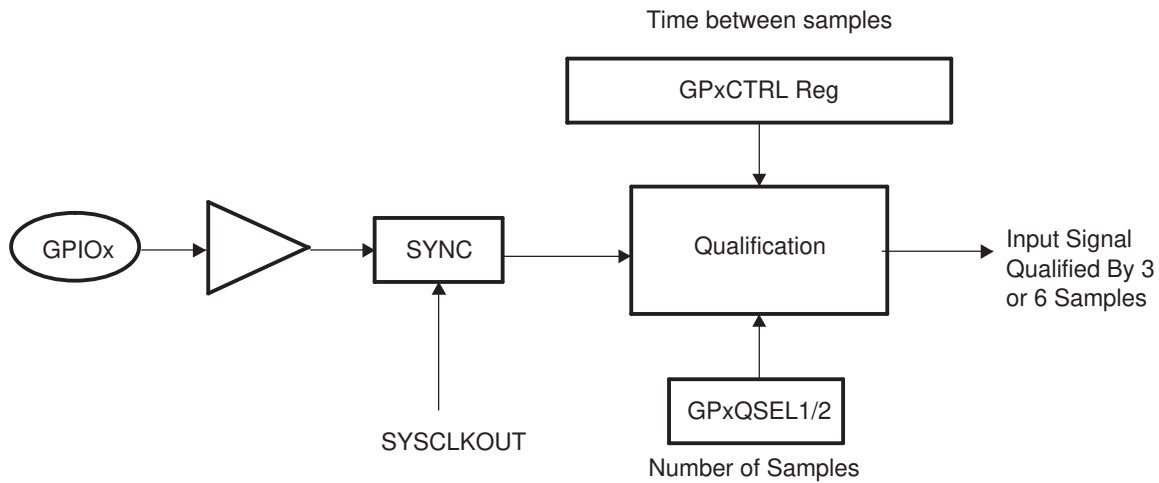 Time between samples
GPxCTRL Reg
GPIOx
SYNC
Qualification
Input Signal
Qualified By 3
or 6 Samples
GPxQSEL1/2
SYSCLKOUT
Number of Samples